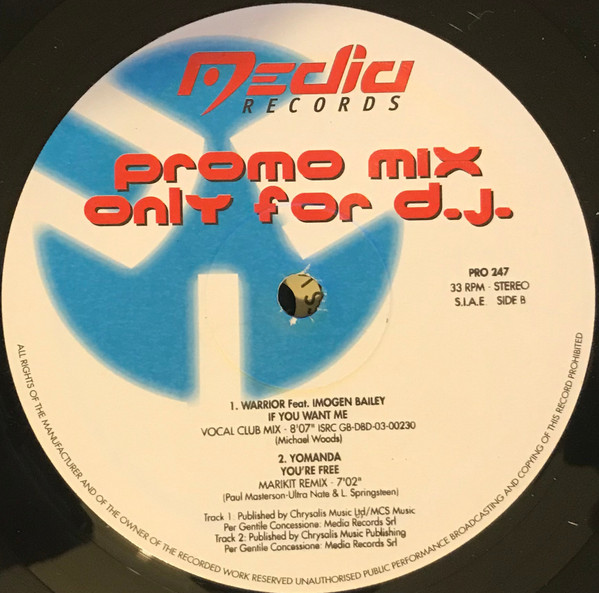 Media
RECORDS
promo mix
only for d.j.
PRO 247
33 RPM - STEREO
S.I.A.E. SIDE B
1. WARRIOR Feat. IMOGEN BAILEY
IF YOU WANT ME
VOCAL CLUB MIX - 8'07" ISRC GB-DBD-03-00230
(Michael Woods)
2. YOMANDA
YOU'RE FREE
MARIKIT REMIX - 7'02"
(Paul Masterson-Ultra Nate & L. Springsteen)
Track 1: Published by Chrysalis Music Ltd/MCS Music
Per Gentile Concessione: Media Records Srl
Track 2: Published by Chrysalis Music Publishing
Per Gentile Concessione: Media Records Srl
ALL RIGHTS OF THE MANUFACTURER AND OF THE OWNER OF THE RECORDED WORK RESERVED UNAUTHORISED PUBLIC PERFORMANCE BROADCASTING AND COPYING OF THIS RECORD PROHIBITED